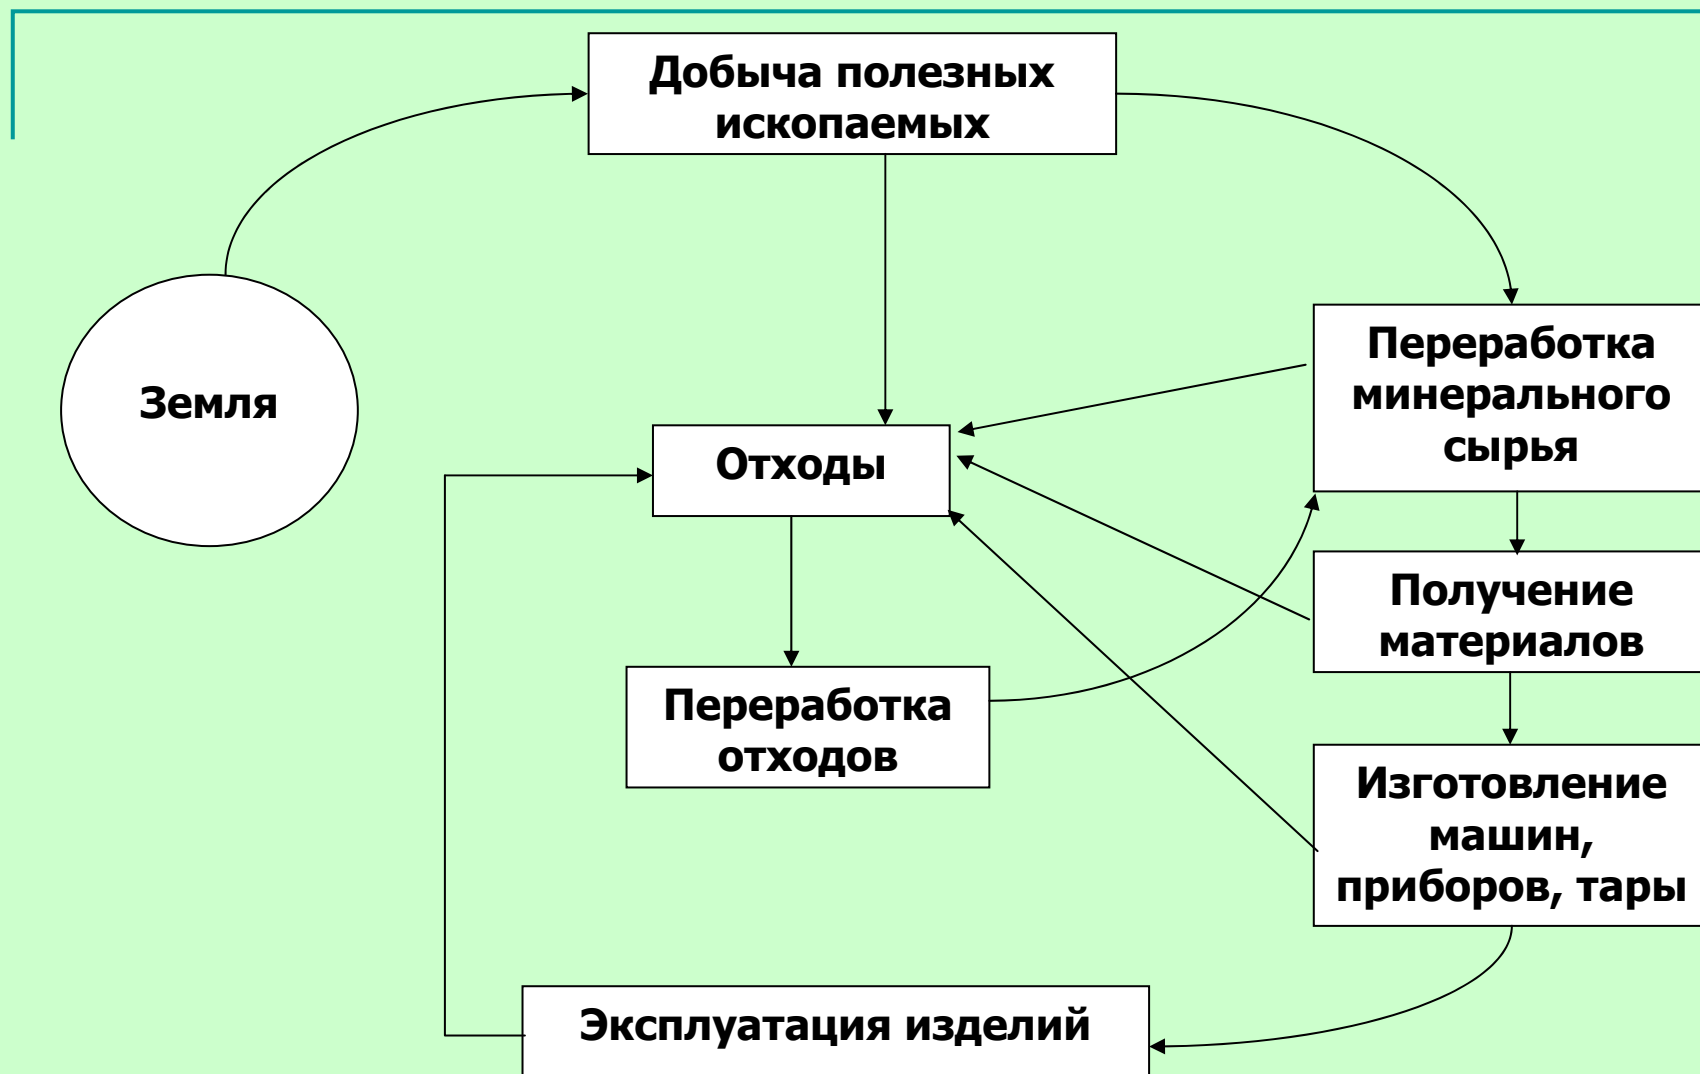 Добыча полезных
ископаемых
Земля
Переработка
минерального
сырья
Отходы
Получение
материалов
Переработка
отходов
Изготовление
машин,
приборов, тары
Эксплуатация изделий